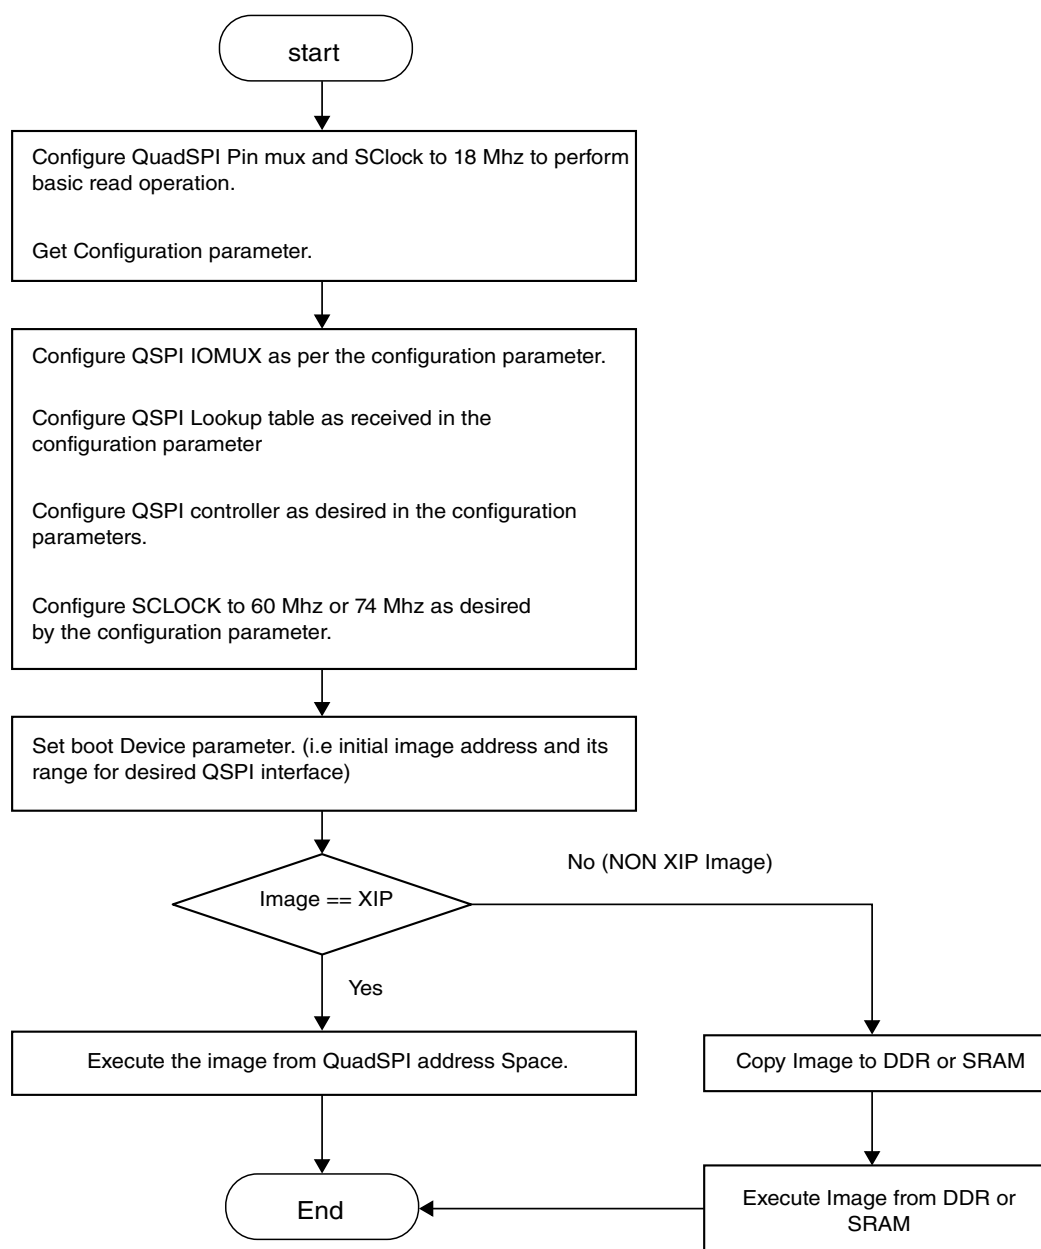 start
Configure QuadSPI Pin mux and SClock to 18 Mhz to perform
basic read operation.
Get Configuration parameter.
Configure QSPI IOMUX as per the configuration parameter.
Configure QSPI Lookup table as received in the
configuration parameter
Configure QSPI controller as desired in the configuration
parameters.
Configure SCLOCK to 60 Mhz or 74 Mhz as desired
by the configuration parameter.
Set boot Device parameter. (i.e initial image address and its
range for desired QSPI interface)
No (NON XIP Image)
Image == XIP
Yes
Execute the image from QuadSPI address Space.
Copy Image to DDR or SRAM
Execute Image from DDR or
SRAM
End